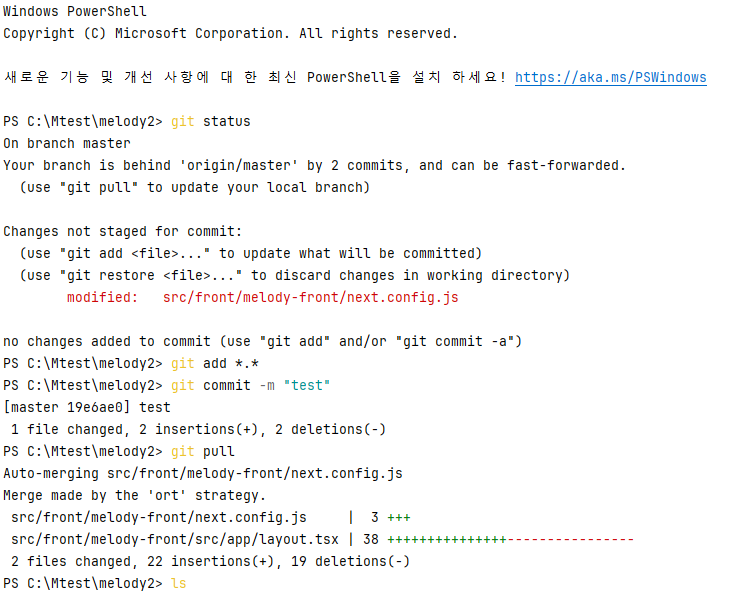 Windows PowerShell
Copyright (C) Microsoft Corporation. All rights reserved.
새로운 기능 및 개선 사항에 대 한 최신 PowerShell을 설치 하세요! https://aka.ms/PSWindows
PS C:\Mtest\melody2> git status
On branch master
Your branch is behind 'origin/master' by 2 commits, and can be fast-forwarded.
  (use "git pull" to update your local branch)
Changes not staged for commit:
  (use "git add <file>..." to update what will be committed)
  (use "git restore <file>..." to discard changes in working directory)
        modified:   src/front/melody-front/next.config.js
no changes added to commit (use "git add" and/or "git commit -a")
PS C:\Mtest\melody2> git add *.*
PS C:\Mtest\melody2> git commit -m "test"
[master 19e6ae0] test
 1 file changed, 2 insertions(+), 2 deletions(-)
PS C:\Mtest\melody2> git pull
Auto-merging src/front/melody-front/next.config.js
Merge made by the 'ort' strategy.
 src/front/melody-front/next.config.js     |  3 +++
 src/front/melody-front/src/app/layout.tsx | 38 +++++++++++++++----------------
 2 files changed, 22 insertions(+), 19 deletions(-)
PS C:\Mtest\melody2> ls